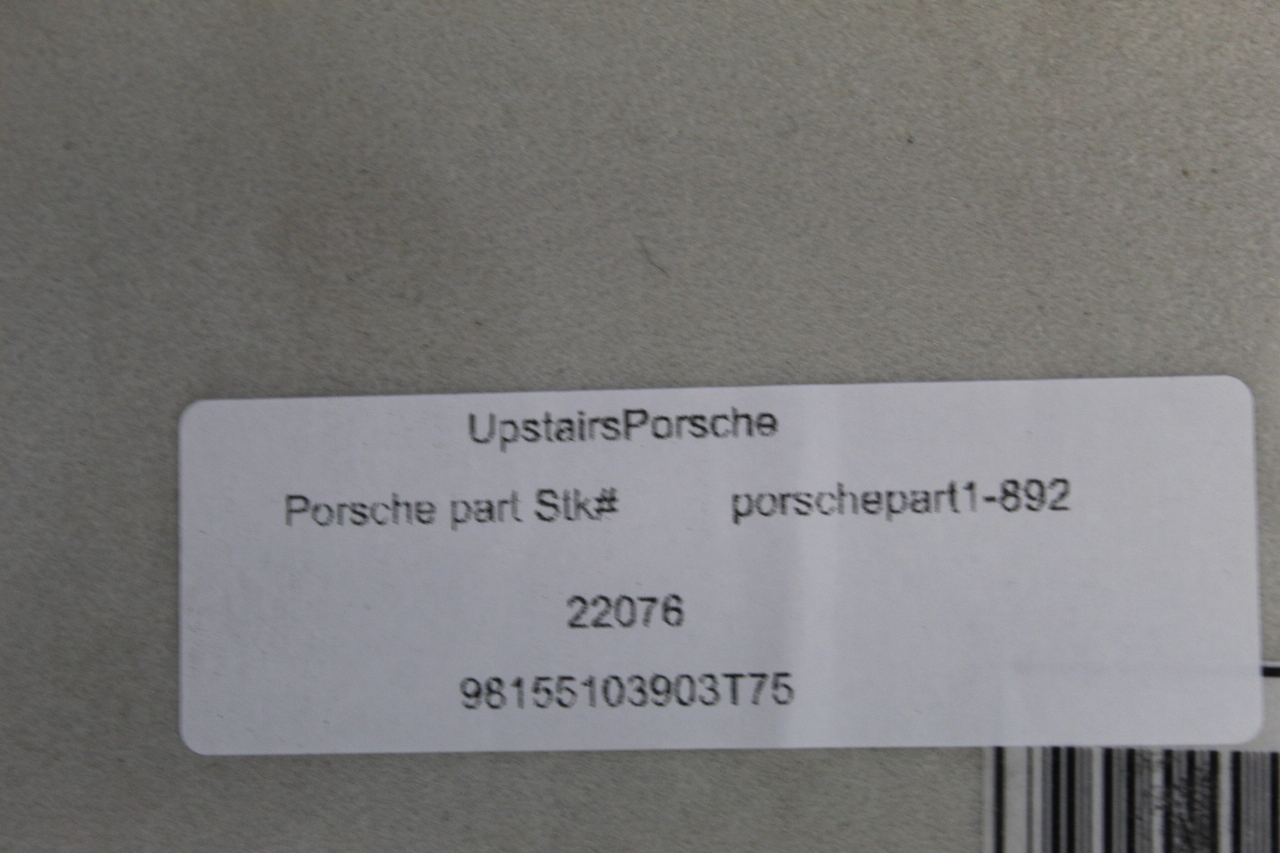 UpstairsPorsche
Porsche part Stk# porschepart1-892
22076
98155103903T75